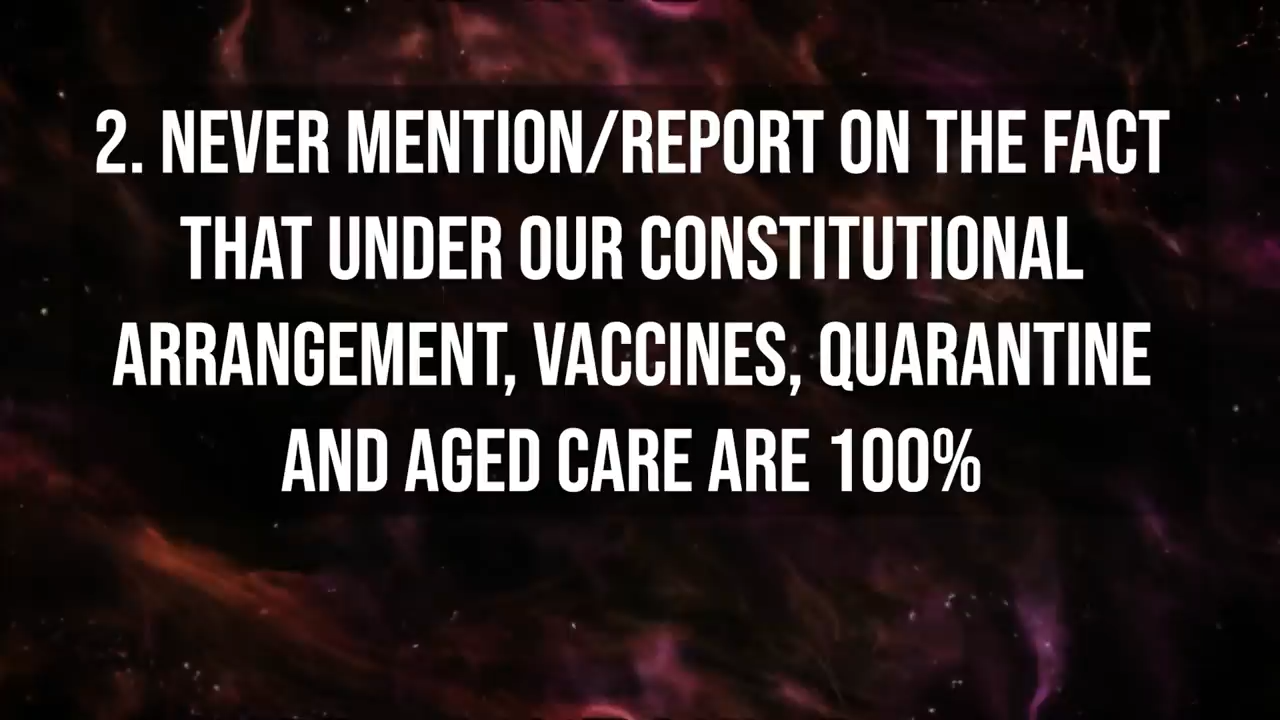 2. NEVER MENTION/REPORT ON THE FACT
THAT UNDER OUR CONSTITUTIONAL
ARRANGEMENT, VACCINES, QUARANTINE
AND AGED CARE ARE 100%